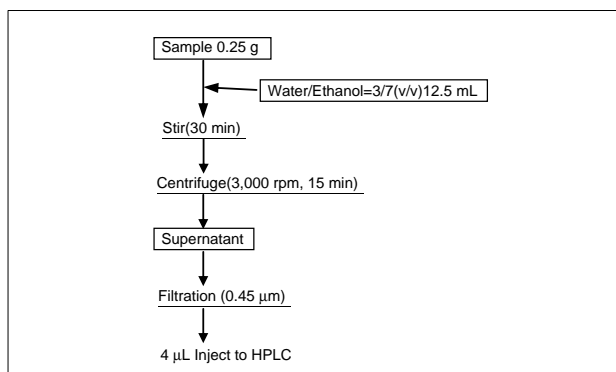 Sample 0.25 g
Water/Ethanol=3/7(v/v)12.5 mL
Stir(30 min)
Centrifuge(3,000 rpm, 15 min)
Supernatant
Filtration (0.45 μm)
4 μL Inject to HPLC